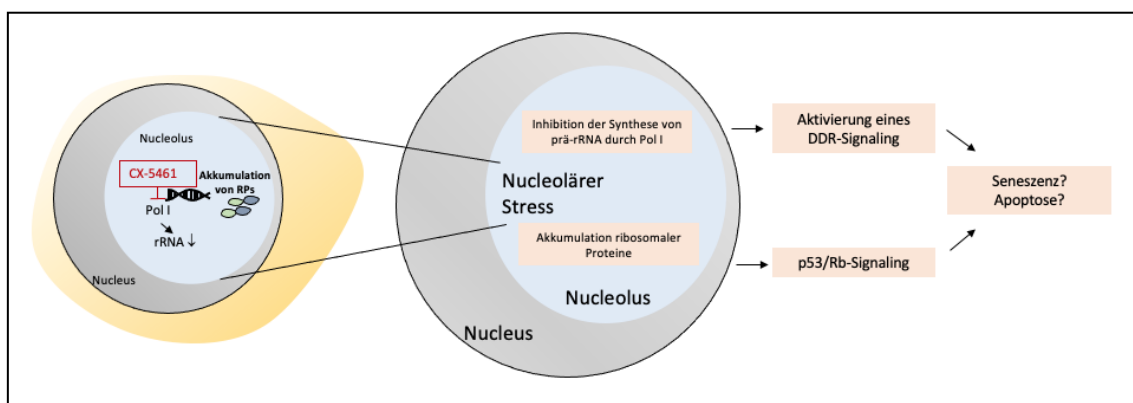 Nucleolus
CX-5461
Akkumulation
von RPs
Pol I
rRNA ↓
Nucleus
Inhibition der Synthese von
prä-rRNA durch Pol I
Nucleolärer
Stress
Akkumulation ribosomaler
Proteine
Nucleolus
Nucleus
Aktivierung eines
DDR-Signaling
p53/Rb-Signaling
Seneszenz?
Apoptose?